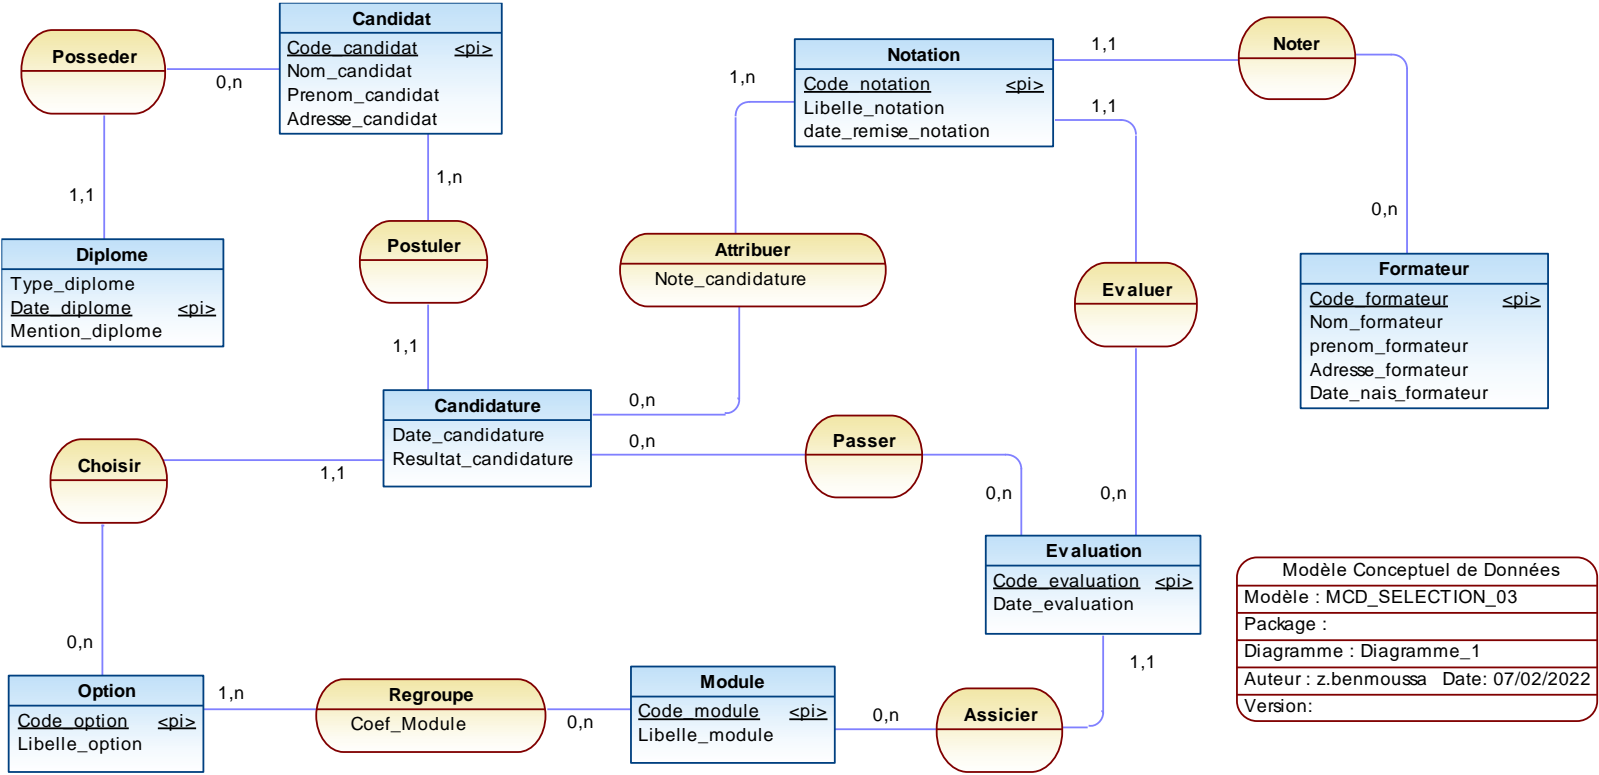 Candidat
Code_candidat <pi>
Nom_candidat
Prenom_candidat
Adresse_candidat
Posseder
0,n
1,1
Diplome
Type_diplome
Date_diplome <pi>
Mention_diplome
1,n
Postuler
1,1
Notation
Code_notation <pi>
Libelle_notation
date_remise_notation
1,n
1,1
1,1
Noter
0,n
Attribuer
Note_candidature
Evaluer
Formateur
Code_formateur <pi>
Nom_formateur
prenom_formateur
Adresse_formateur
Date_nais_formateur
Candidature
Date_candidature
Resultat_candidature
0,n
0,n
Passer
0,n
0,n
Choisir
1,1
0,n
Evaluation
Code_evaluation <pi>
Date_evaluation
1,1
Option
Code_option <pi>
Libelle_option
1,n
Regroupe
Coef_Module
0,n
Module
Code_module <pi>
Libelle_module
0,n
Assicier
Modèle Conceptuel de Données
Modèle : MCD_SELECTION_03
Package :
Diagramme : Diagramme_1
Auteur : z.benmoussa Date: 07/02/2022
Version: